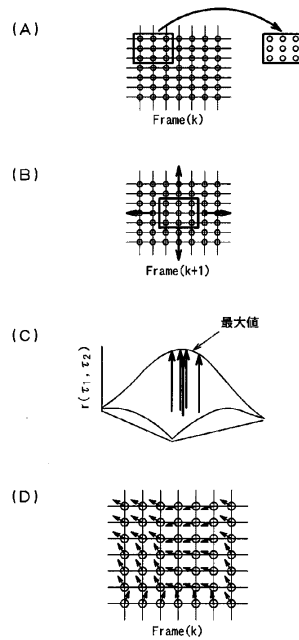 (A)
Frame(k)
(B)
Frame(k+1)
(C)
最大値
r(τ1, τ2)
(D)
Frame(k)